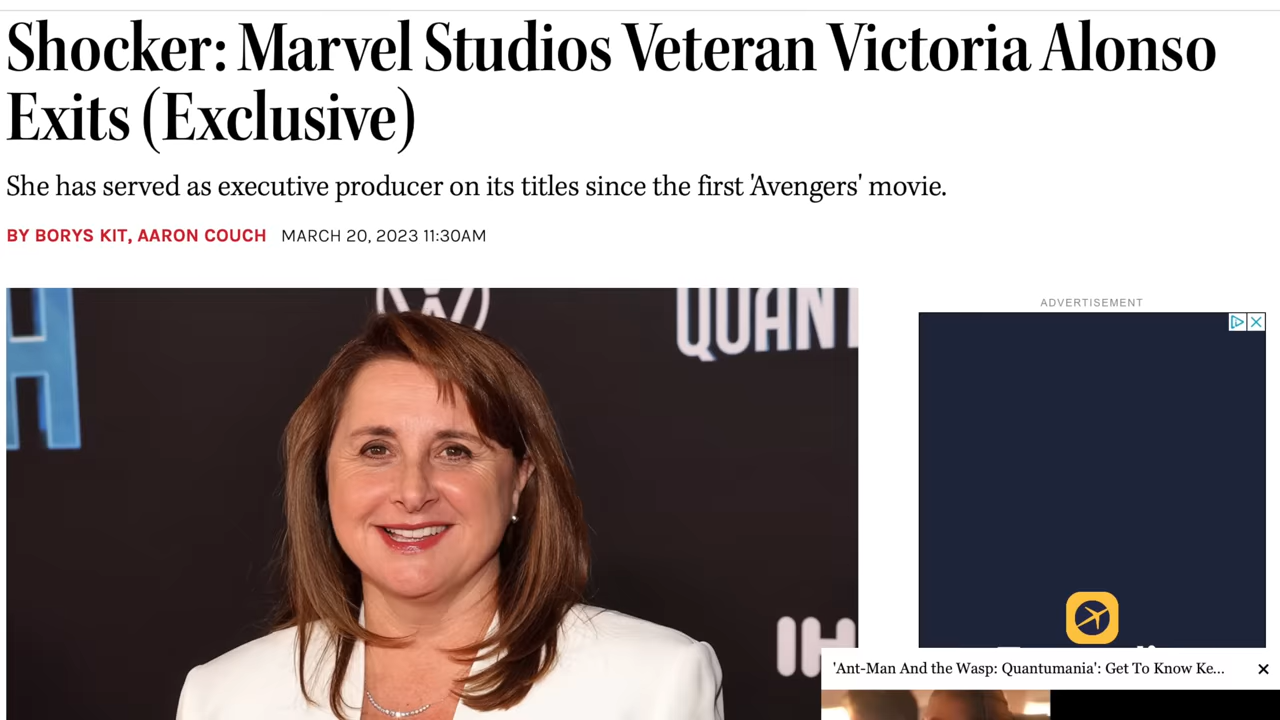 Shocker: Marvel Studios Veteran Victoria Alonso
Exits (Exclusive)
She has served as executive producer on its titles since the first 'Avengers' movie.
BY BORYS KIT, AARON COUCH MARCH 20, 2023 11:30AM
ADVERTISEMENT
QUANT
H
'Ant-Man And the Wasp: Quantumania': Get To Know Ke...